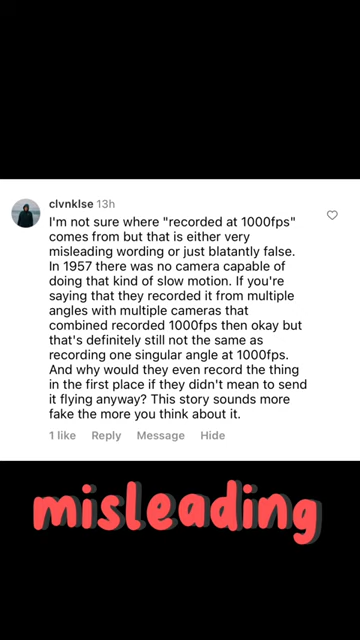 clvnklse 13h
I'm not sure where "recorded at 1000fps"
comes from but that is either very
misleading wording or just blatantly false.
In 1957 there was no camera capable of
doing that kind of slow motion. If you're
saying that they recorded it from multiple
angles with multiple cameras that
combined recorded 1000fps then okay but
that's definitely still not the same as
recording one singular angle at 1000fps.
And why would they even record the thing
in the first place if they didn't mean to send
it flying anyway? This story sounds more
fake the more you think about it.
1 like Reply Message Hide
misleading